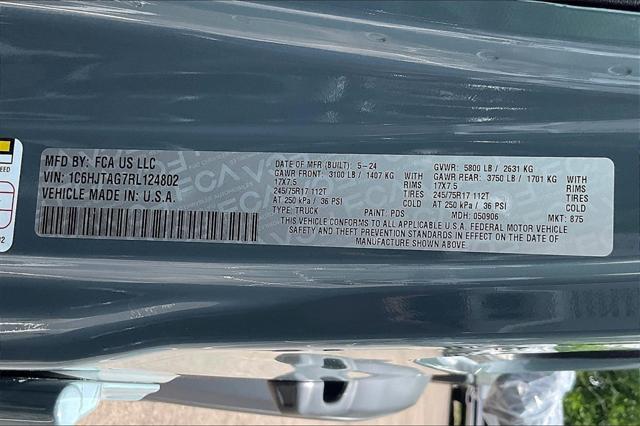 MFD BY: FCA US LLC
VIN: 1C6HJTAG7RL124802
VEHICLE MADE IN: U.S.A.
DATE OF MFR (BUILT): 5-24
GAWR FRONT: 3100 LB / 1407 KG
17X7.5
245/75R17 112T TIRES
AT 250 kPa / 36 PSI COLD
TYPE: TRUCK PAINT: PDS
GVWR: 5800 LB / 2631 KG
GAWR REAR: 3750 LB / 1701 KG
17X7.5
245/75R17 112T TIRES
AT 250 kPa / 36 PSI COLD
MDH: 050906 MKT: 875
THIS VEHICLE CONFORMS TO ALL APPLICABLE U.S.A. FEDERAL MOTOR VEHICLE
SAFETY AND THEFT PREVENTION STANDARDS IN EFFECT ON THE DATE OF
MANUFACTURE SHOWN ABOVE.